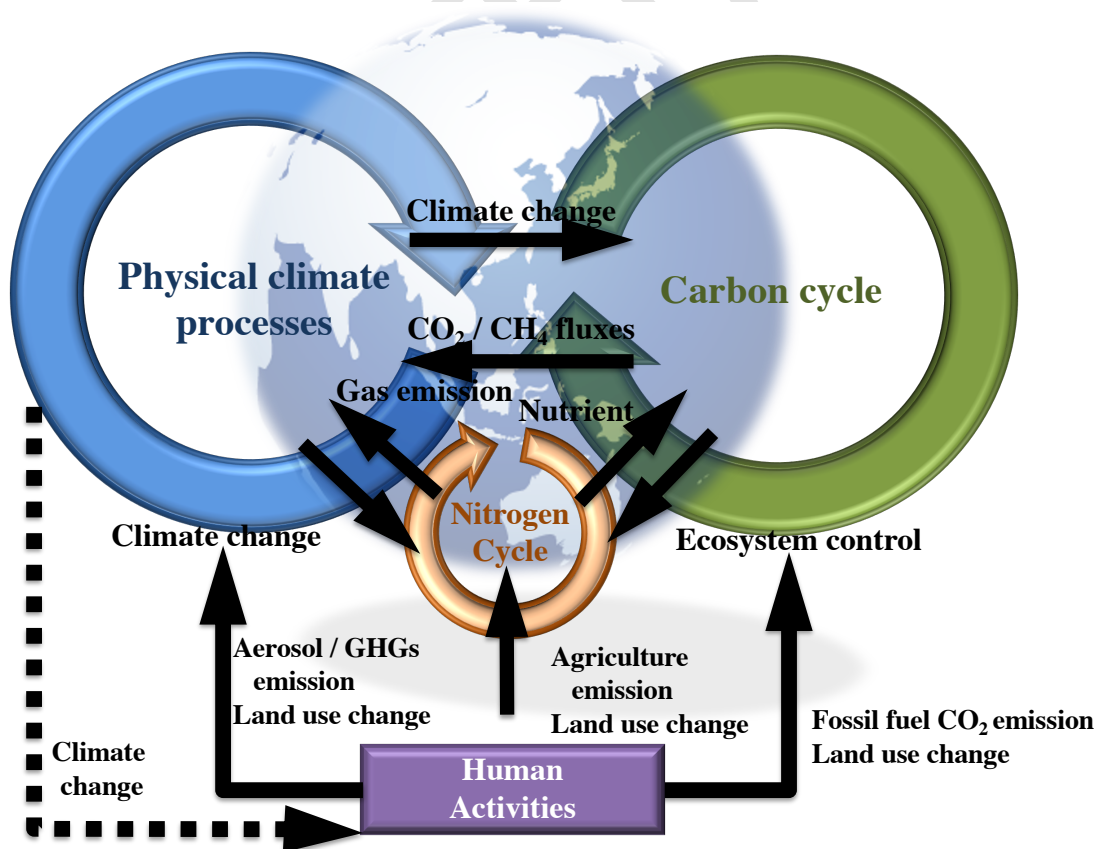 Climate change
Physical climate
processes
Carbon cycle
CO₂ / CH₄ fluxes
Gas emission
Nutrient
Nitrogen
Cycle
Climate change
Ecosystem control
Aerosol / GHGs
emission
Land use change
Agriculture
emission
Land use change
Fossil fuel CO₂ emission
Land use change
Climate
change
Human
Activities